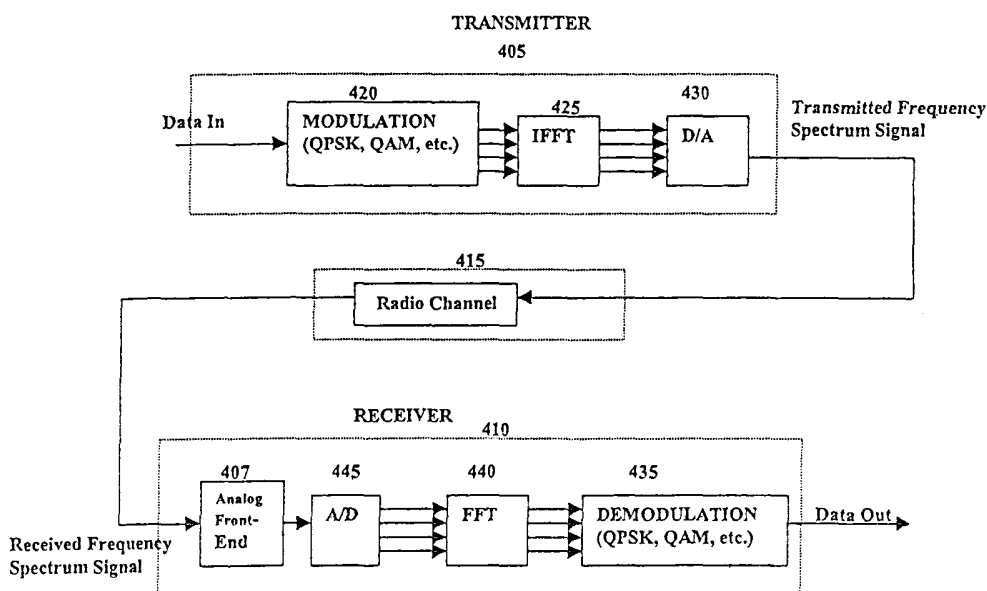 TRANSMITTER
405
420
425
430
Data In
MODULATION
(QPSK, QAM, etc.)
IFFT
D/A
Transmitted Frequency
Spectrum Signal
415
Radio Channel
RECEIVER
410
407
445
440
435
Analog
Front-
End
A/D
FFT
DEMODULATION
(QPSK, QAM, etc.)
Data Out
Received Frequency
Spectrum Signal